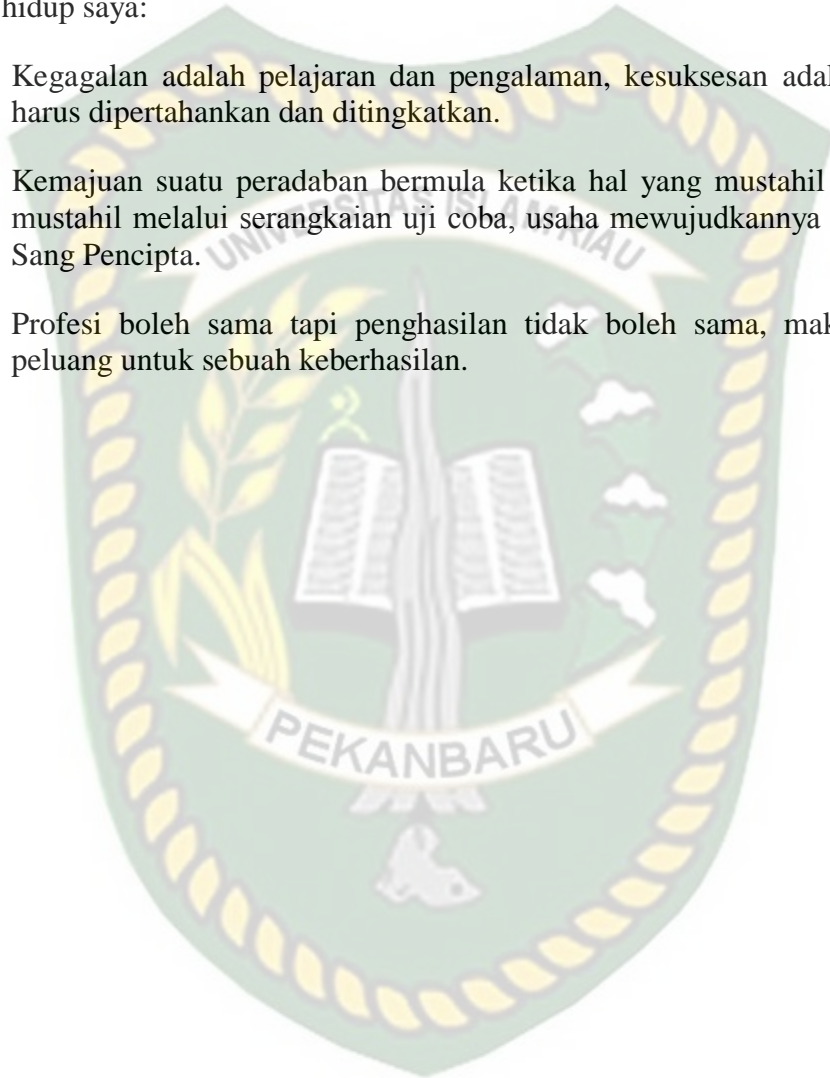 hidup saya:
Kegagalan adalah pelajaran dan pengalaman, kesuksesan
harus dipertahankan dan ditingkatkan.
Kemajuan suatu peradaban bermula ketika hal yang mustahil
mustahil melalui serangkaian uji coba, usaha mewujudkannya
Sang Pencipta.
Profesi boleh sama tapi penghasilan tidak boleh sama,
peluang untuk sebuah keberhasilan.
UNIVERSITAS ISLAM RIAU
PEKANBARU